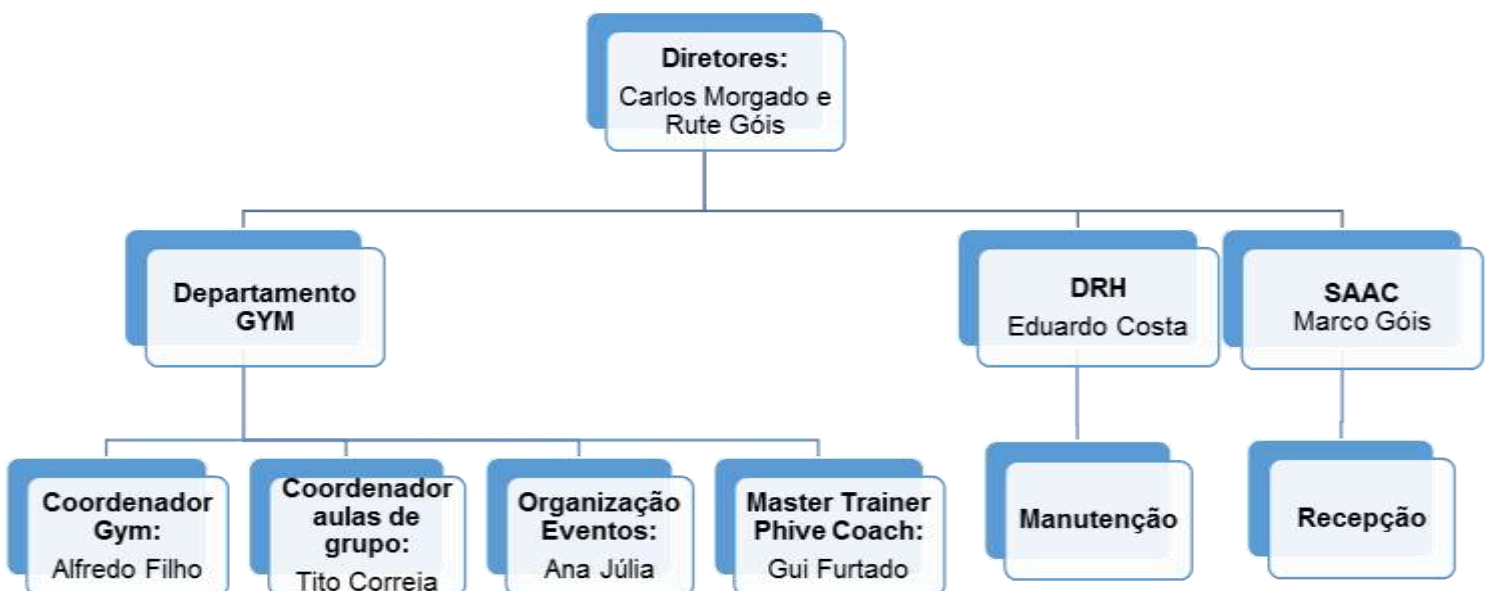 Diretores:
Carlos Morgado e
Rute Góis
Departamento
GYM
DRH
Eduardo Costa
SAAC
Marco Góis
Coordenador
Gym:
Alfredo Filho
Coordenador
aulas de
grupo:
Tito Correia
Organização
Eventos:
Ana Júlia
Master Trainer
Phive Coach:
Gui Furtado
Manutenção
Recepção